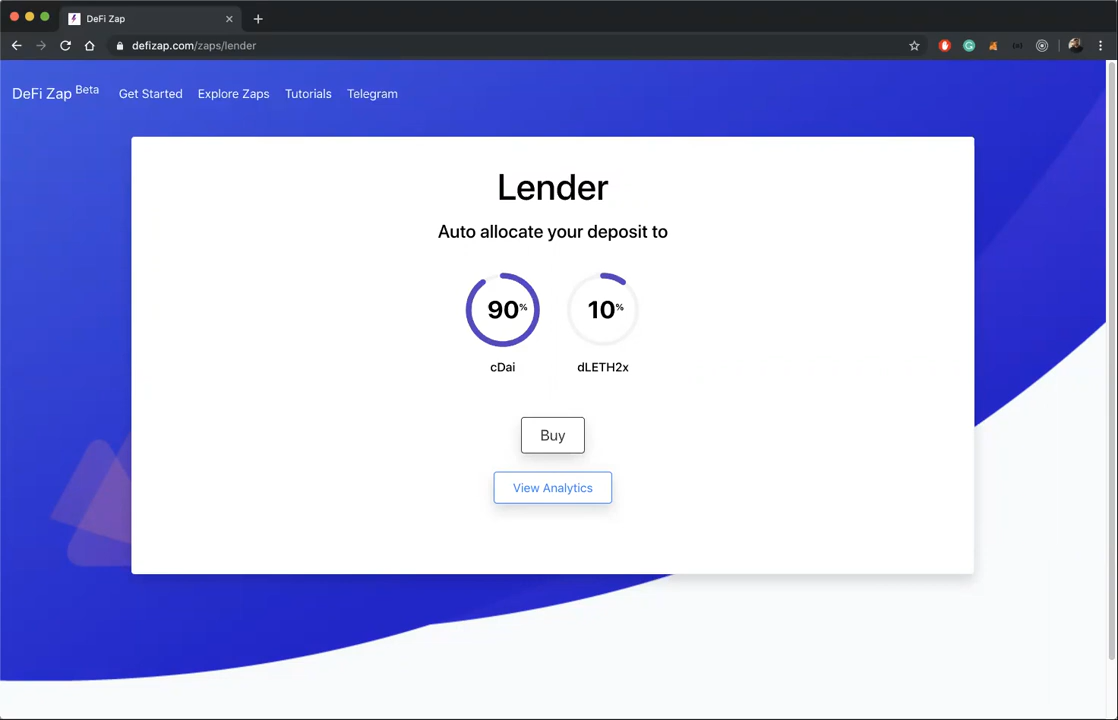 DeFi Zap
defizap.com/zaps/lender
DeFi Zap Beta Get Started Explore Zaps Tutorials Telegram
Lender
Auto allocate your deposit to
90% 10%
cDai dLETH2x
Buy
View Analytics